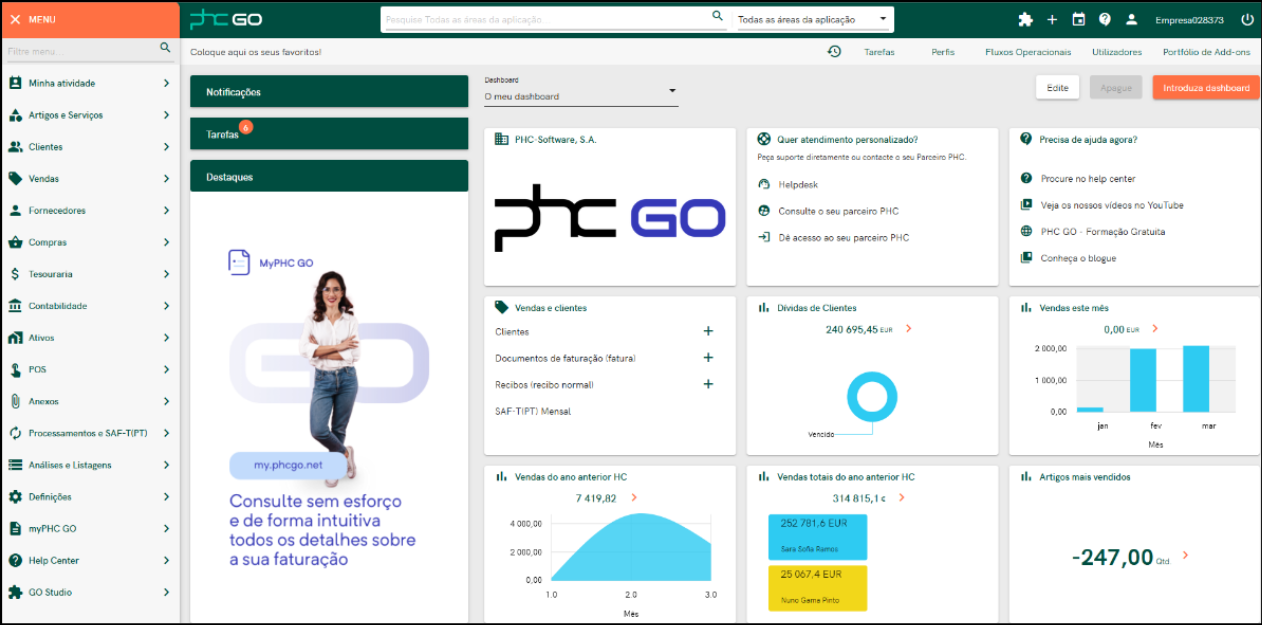 MENU
phc GO
Pesquise Todas as áreas da aplicação...
Todas as áreas da aplicação
Empresa028373
Filtre menu...
Coloque aqui os seus favoritos!
Tarefas
Perfis
Fluxos Operacionais
Utilizadores
Portfólio de Add-ons
Minha atividade
Artigos e Serviços
Clientes
Vendas
Fornecedores
Compras
Tesouraria
Contabilidade
Ativos
POS
Anexos
Processamentos e SAF-T(PT)
Análises e Listagens
Definições
myPHC GO
Help Center
GO Studio
Notificações
Tarefas 6
Destaques
MyPHC GO
my.phcgo.net
Consulte sem esforço
e de forma intuitiva
todos os detalhes sobre
a sua faturação
Dashboard
O meu dashboard
Edite
Apague
Introduza dashboard
PHC-Software, S.A.
phc GO
Quer atendimento personalizado?
Peça suporte diretamente ou contacte o seu Parceiro PHC.
Helpdesk
Consulte o seu parceiro PHC
Dê acesso ao seu parceiro PHC
Precisa de ajuda agora?
Procure no help center
Veja os nossos vídeos no YouTube
PHC GO - Formação Gratuita
Conheça o blogue
Vendas e clientes
Clientes
Documentos de faturação (fatura)
Recibos (recibo normal)
SAF-T(PT) Mensal
Dívidas de Clientes
240 695,45 EUR
Vencido
Vendas este mês
0,00 EUR
2 000,00
1 000,00
0,00
jan
fev
mar
Mês
Vendas do ano anterior HC
7 419,82
4 000,00
2 000,00
0,00
1.0
2.0
3.0
Mês
Vendas totais do ano anterior HC
314 815,1 €
252 781,6 EUR
Sara Sofia Ramos
25 067,4 EUR
Nuno Gama Pinto
Artigos mais vendidos
-247,00 Qtd.